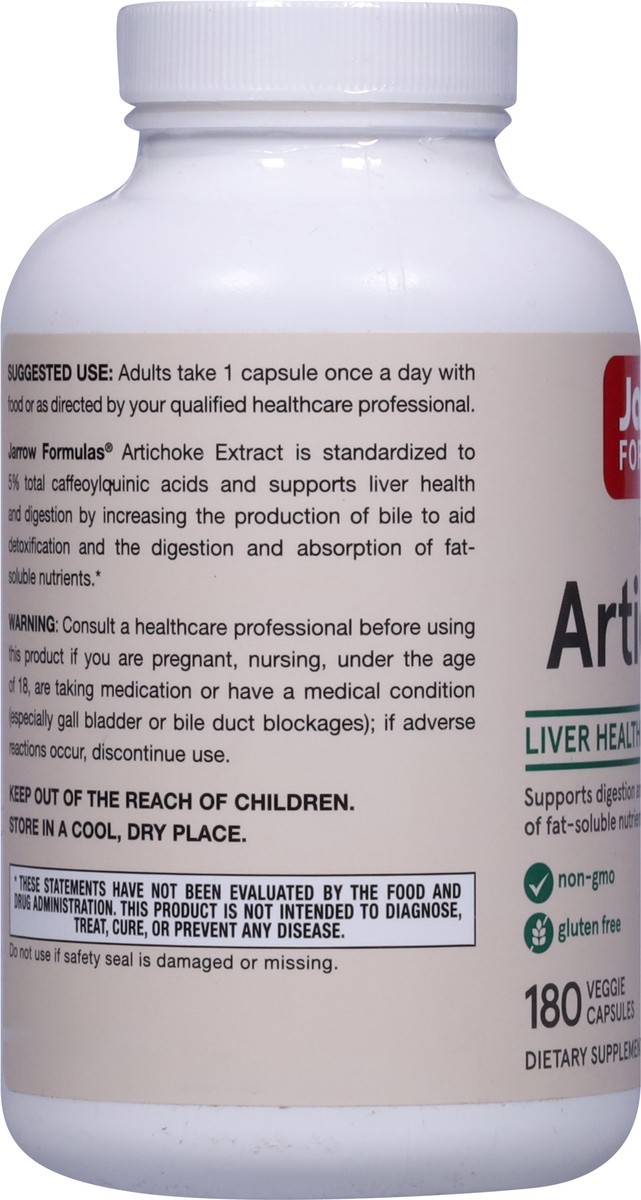 SUGGESTED USE: Adults take 1 capsule once a day with
food or as directed by your qualified healthcare professional.
Jarrow Formulas® Artichoke Extract is standardized to
5% total caffeoylquinic acids and supports liver health
and digestion by increasing the production of bile to aid
detoxification and the digestion and absorption of fat-
soluble nutrients.*
WARNING: Consult a healthcare professional before using
this product if you are pregnant, nursing, under the age
of 18, are taking medication or have a medical condition
(especially gall bladder or bile duct blockages); if adverse
reactions occur, discontinue use.
KEEP OUT OF THE REACH OF CHILDREN.
STORE IN A COOL, DRY PLACE.
* THESE STATEMENTS HAVE NOT BEEN EVALUATED BY THE FOOD AND
DRUG ADMINISTRATION. THIS PRODUCT IS NOT INTENDED TO DIAGNOSE,
TREAT, CURE, OR PREVENT ANY DISEASE.
Do not use if safety seal is damaged or missing.
Ja
FOR
Arti
LIVER HEALTH
Supports digestion an
of fat-soluble nutrien
non-gmo
gluten free
180 VEGGIE
CAPSULES
DIETARY SUPPLEMEN